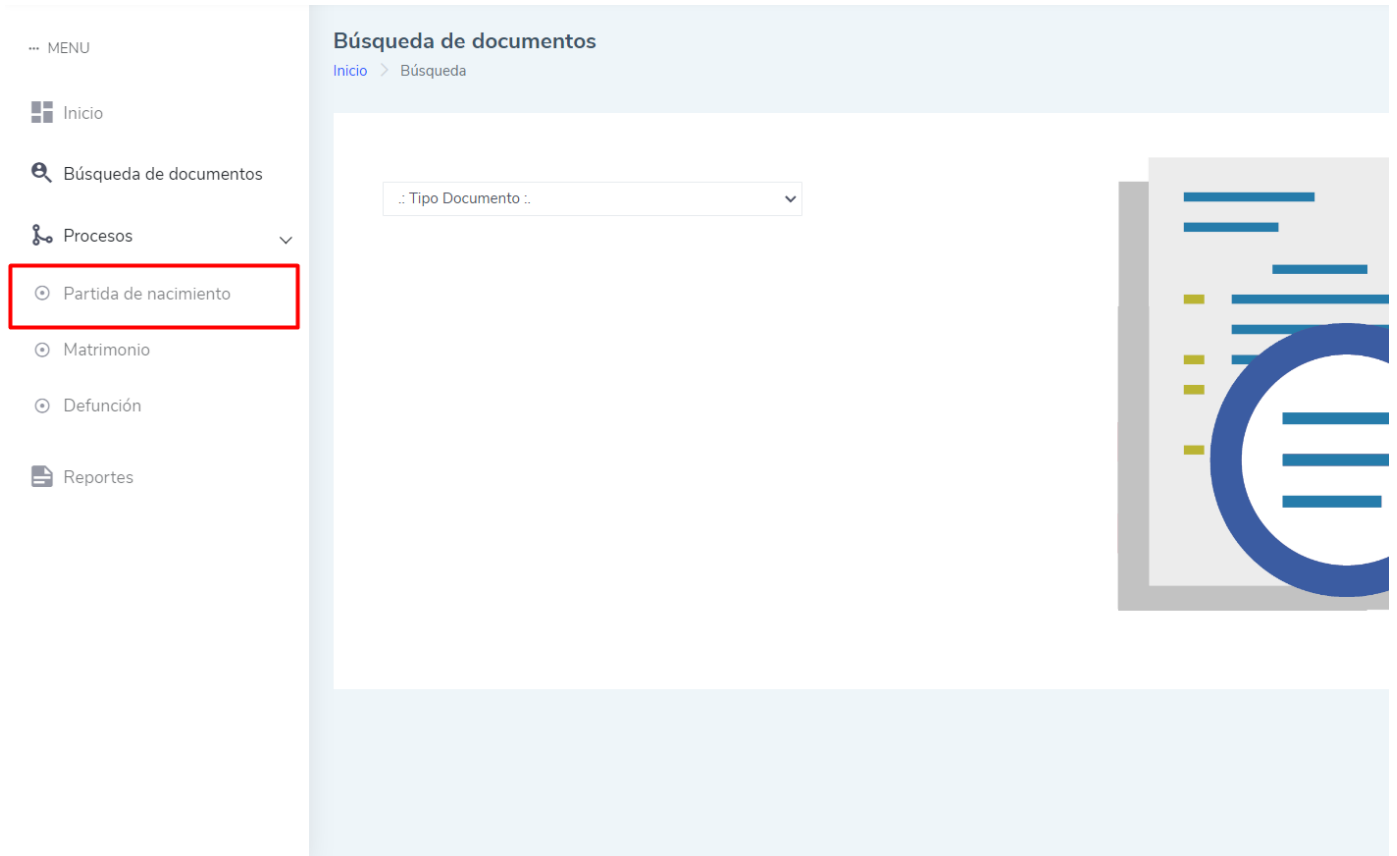 ··· MENU
Inicio
Búsqueda de documentos
Procesos
Partida de nacimiento
Matrimonio
Defunción
Reportes
Búsqueda de documentos
Inicio > Búsqueda
.: Tipo Documento :.